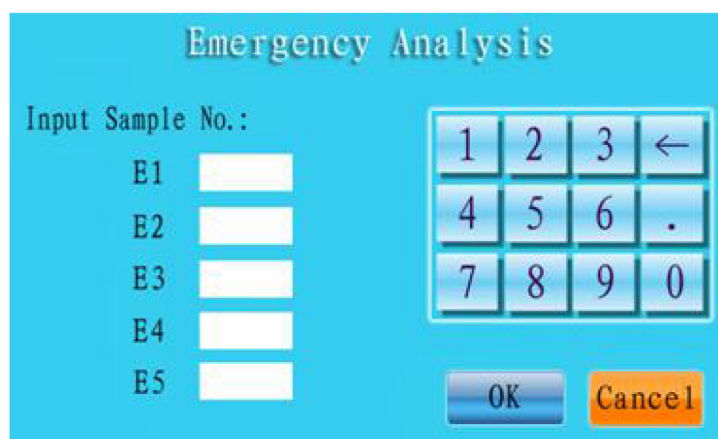 Emergency Analysis
Input Sample No.:
E1
E2
E3
E4
E5
1 2 3 ←
4 5 6 .
7 8 9 0
OK Cancel